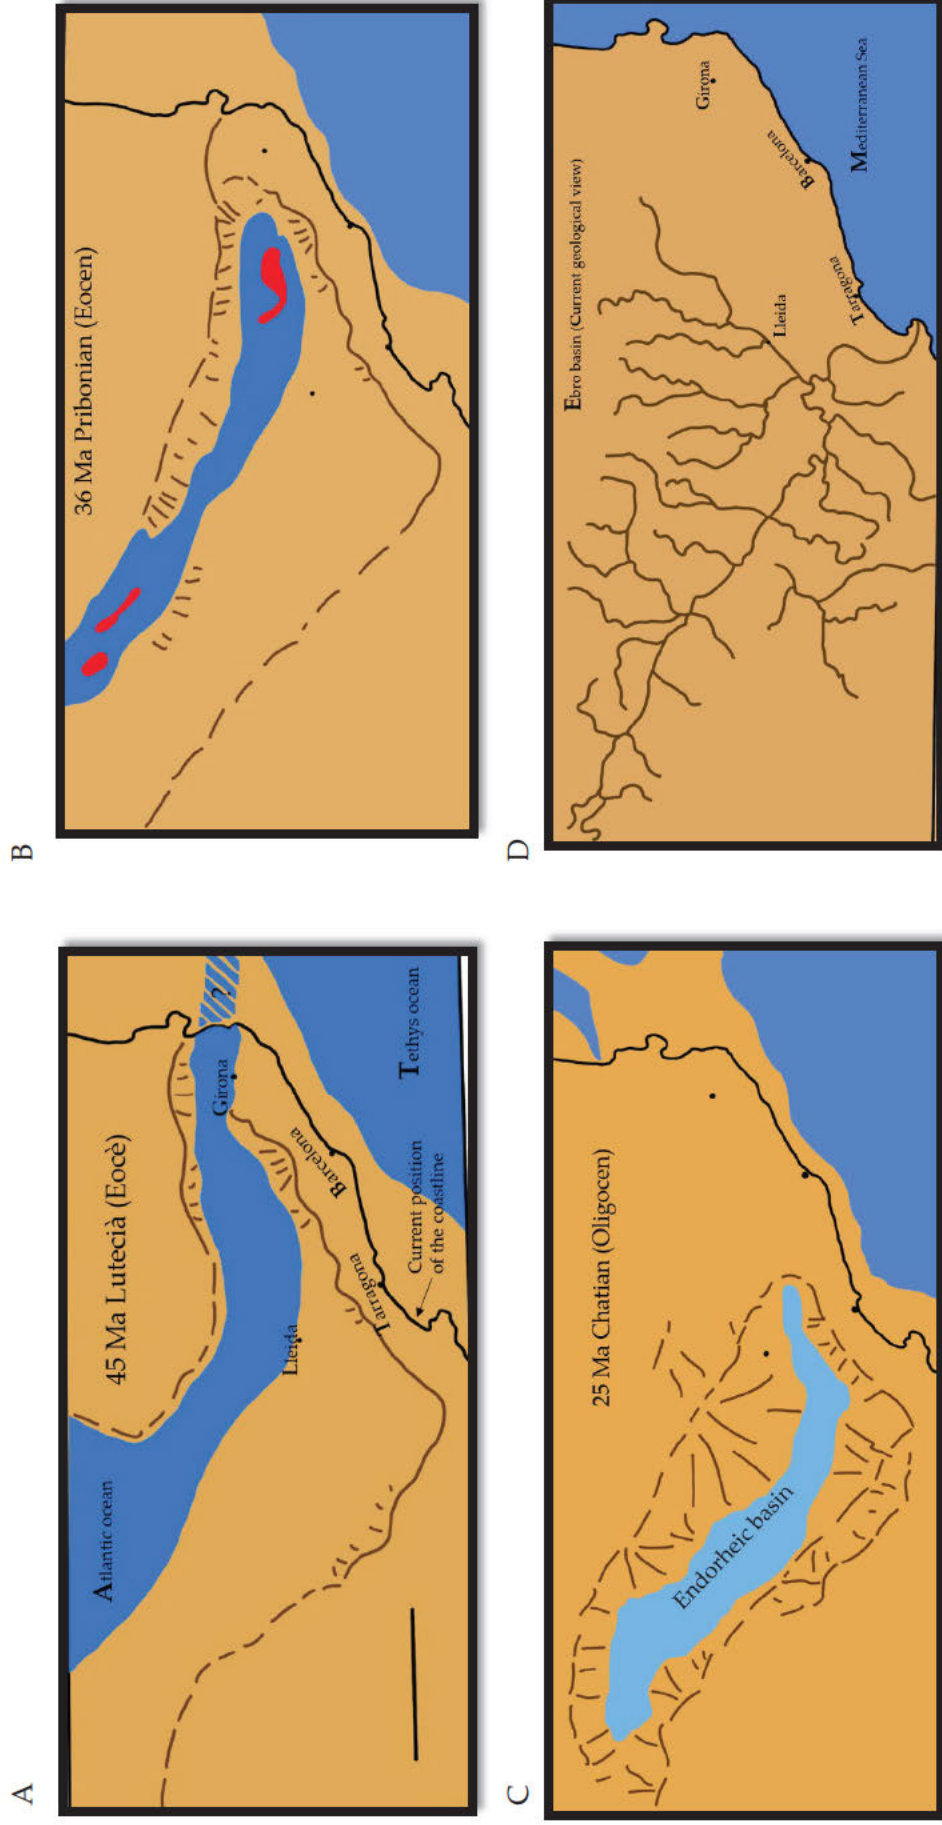 A
45 Ma Lutecià (Eocè)
Atlantic ocean
?
Girona
Lleida
Barcelona
Tarragona
Tethys ocean
Current position
of the coastline
B
36 Ma Pribonian (Eocen)
C
25 Ma Chatian (Oligocen)
Endorheic basin
D
Ebro basin (Current geological view)
Girona
Lleida
Barcelona
Tarragona
Mediterranean Sea